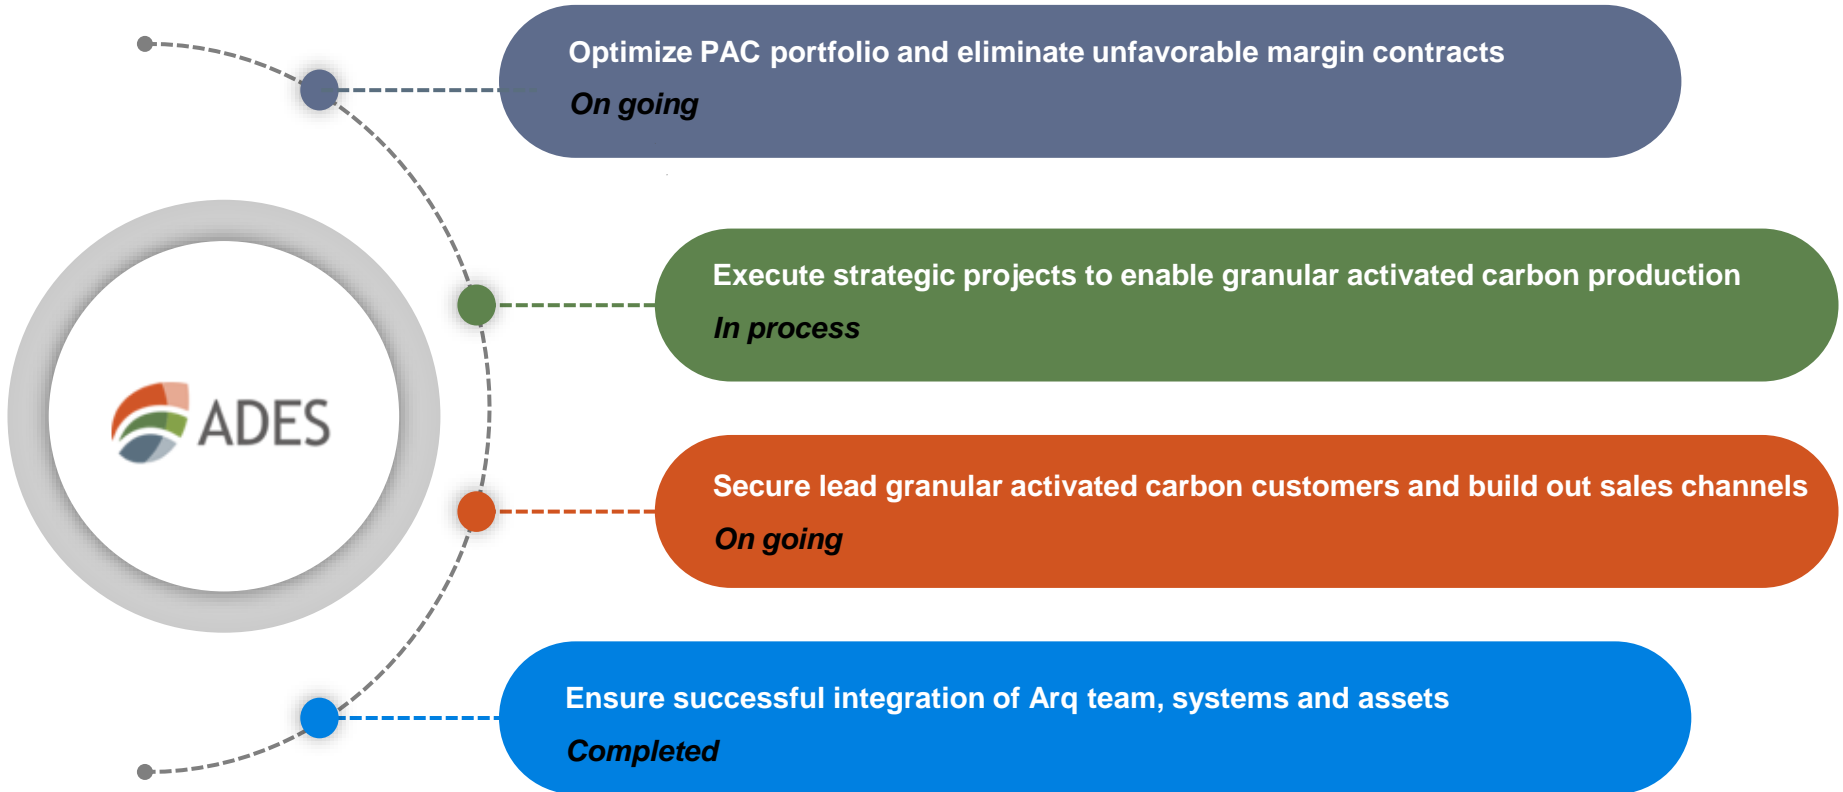 Optimize PAC portfolio and eliminate unfavorable margin contracts
On going
Execute strategic projects to enable granular activated carbon production
In process
ADES
Secure lead granular activated carbon customers and build out sales channels
On going
Ensure successful integration of Arq team, systems and assets
Completed